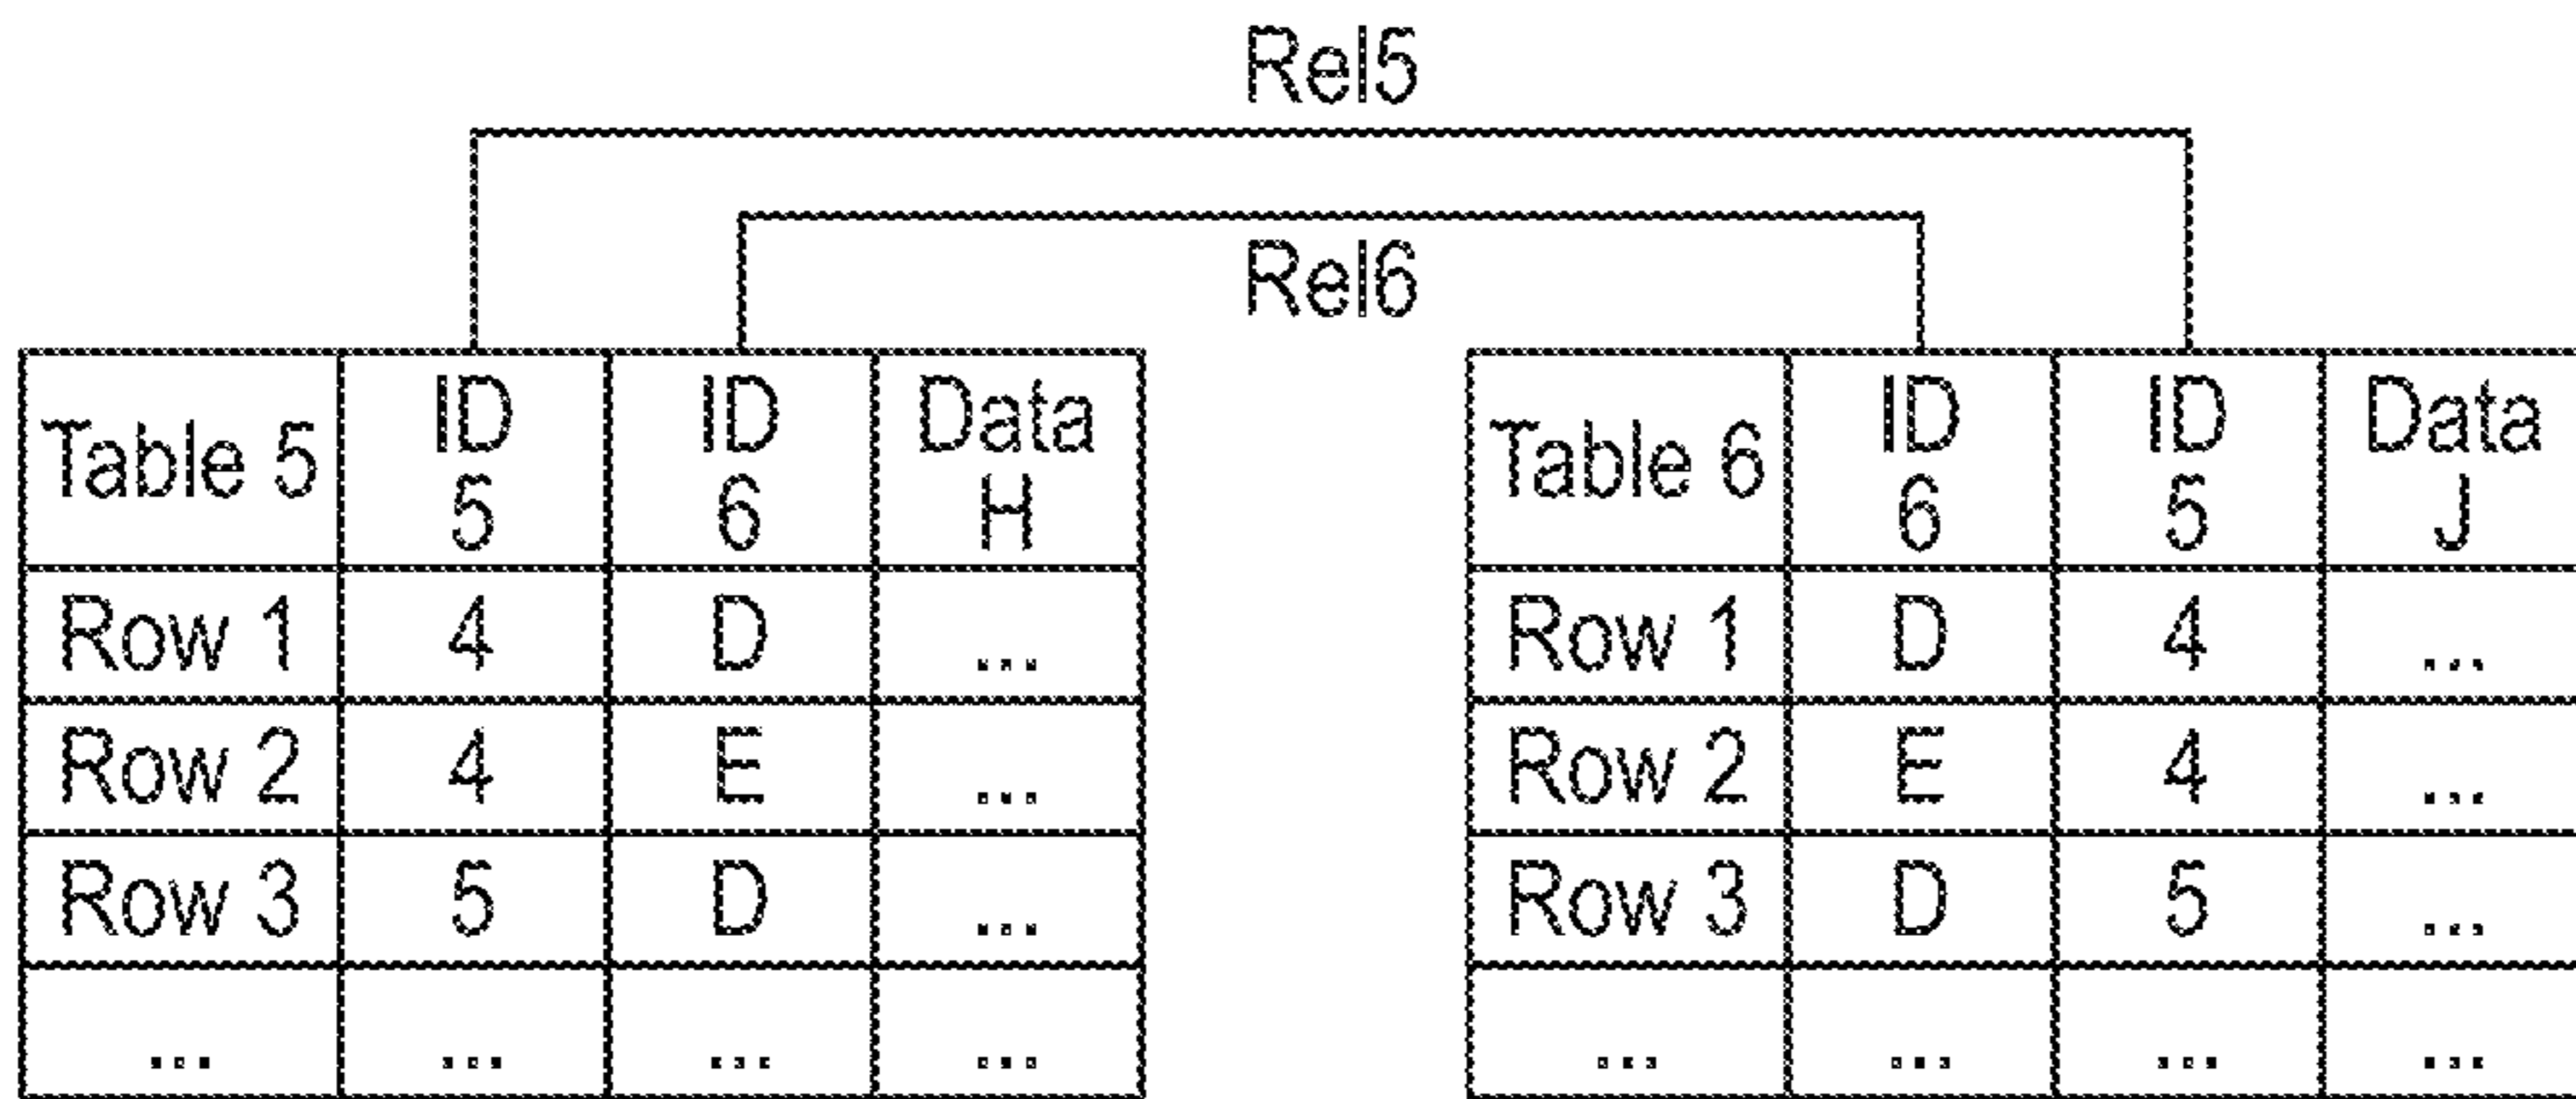 Rel5
Rel6
Table 5 ID 5 ID 6 Data H
Row 1 4 D ...
Row 2 4 E ...
Row 3 5 D ...
... ... ... ...
Table 6 ID 6 ID 5 Data J
Row 1 D 4 ...
Row 2 E 4 ...
Row 3 D 5 ...
... ... ... ...